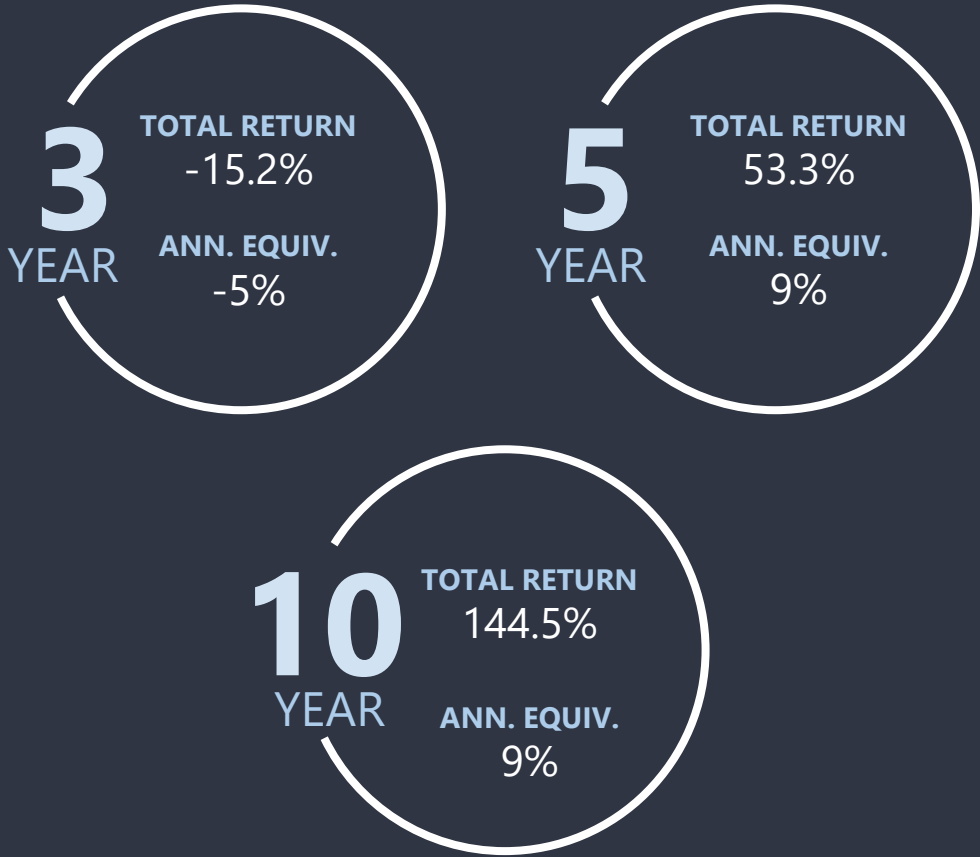 3
YEAR
TOTAL RETURN
-15.2%
ANN. EQUIV.
-5%
5
YEAR
TOTAL RETURN
53.3%
ANN. EQUIV.
9%
10
YEAR
TOTAL RETURN
144.5%
ANN. EQUIV.
9%